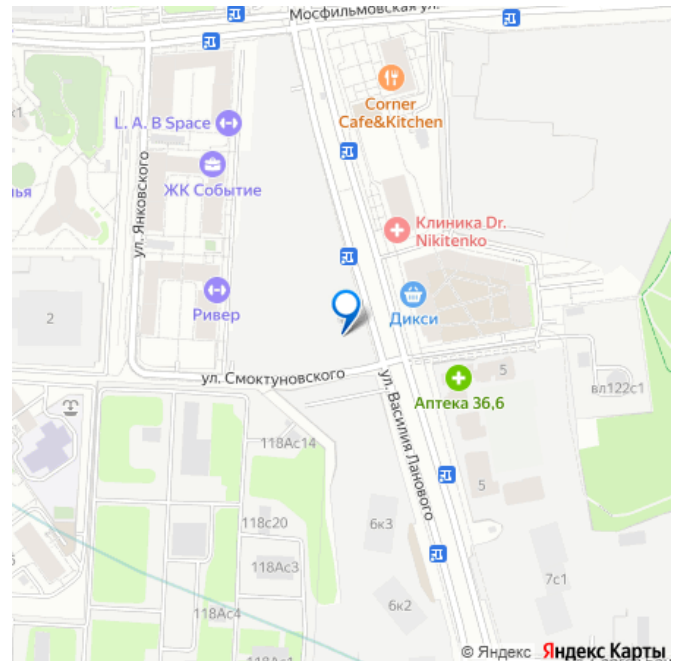 Мосфильмовская ул.
Corner
Cafe&Kitchen
L. A. B Space
ЖК Событие
ул. Янковского
Клиника Dr.
Nikitenko
Ривер
Дикси
2
ул. Смоктуновского
5
Аптека 36,6
вл122с1
ул. Василия Ланового
118Ас14
118с20
6к3
5
118Ас3
7с1
6к2
118Ас4
© Яндекс Яндекс Карты